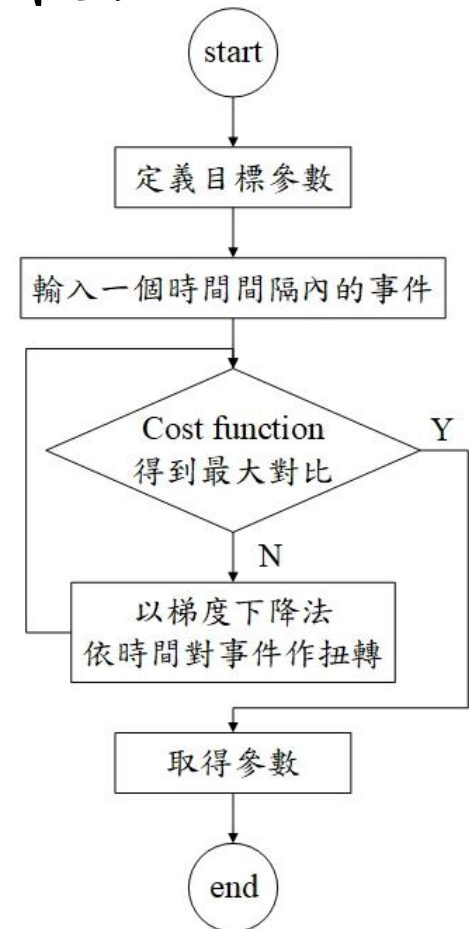 start
定義目標參數
輸入一個時間間隔內的事件
Cost function
得到最大對比
Y
N
以梯度下降法
依時間對事件作扭轉
取得參數
end